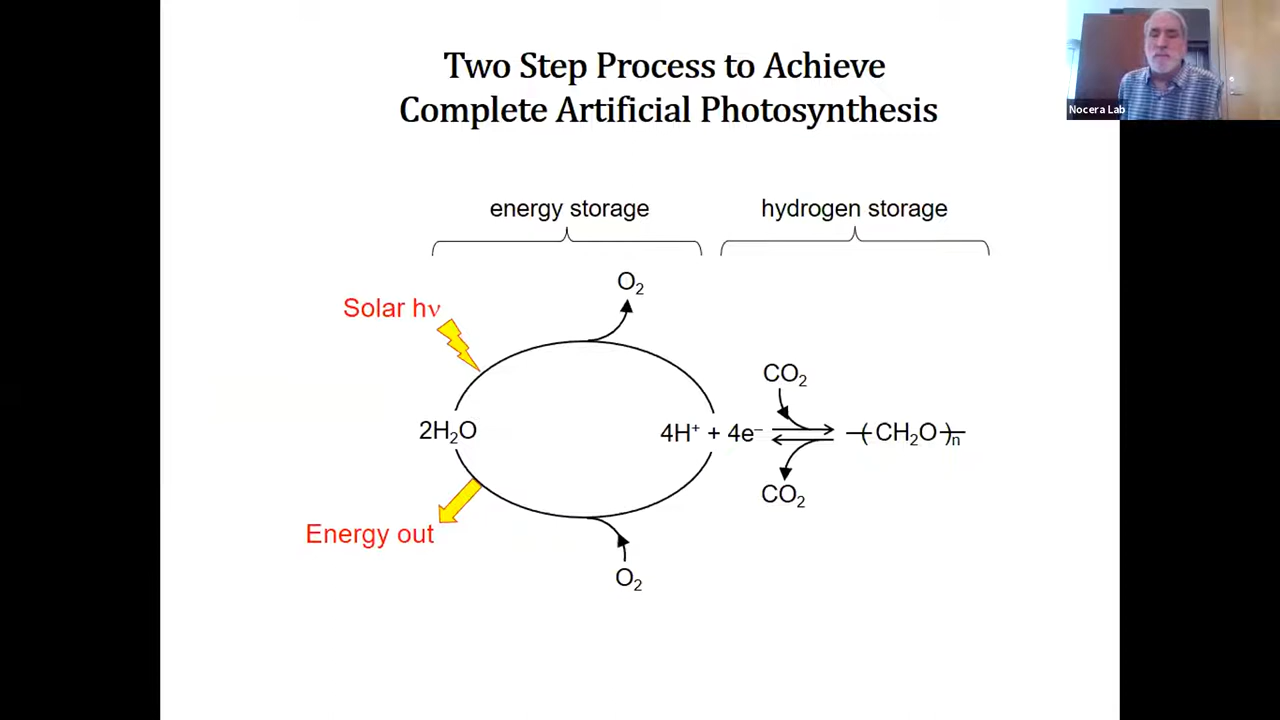 Two Step Process to Achieve
Complete Artificial Photosynthesis
Nocera Lab
energy storage
hydrogen storage
O₂
Solar hν
CO₂
2H₂O
4H⁺ + 4e⁻
-( CH₂O )-ₙ
CO₂
Energy out
O₂